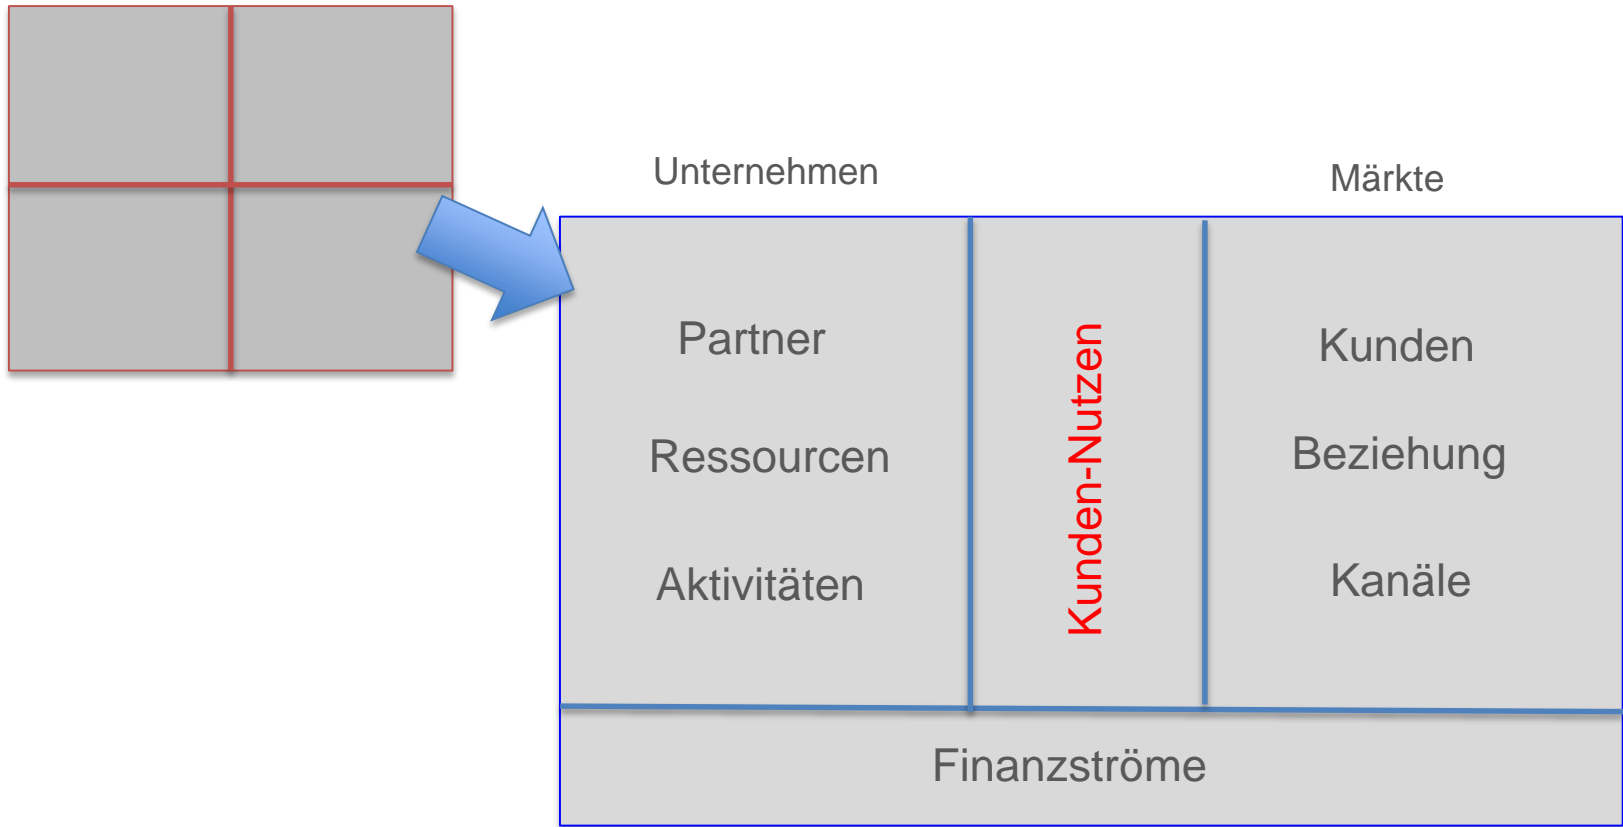 Unternehmen
Märkte
Partner
Ressourcen
Aktivitäten
Kunden-Nutzen
Kunden
Beziehung
Kanäle
Finanzströme